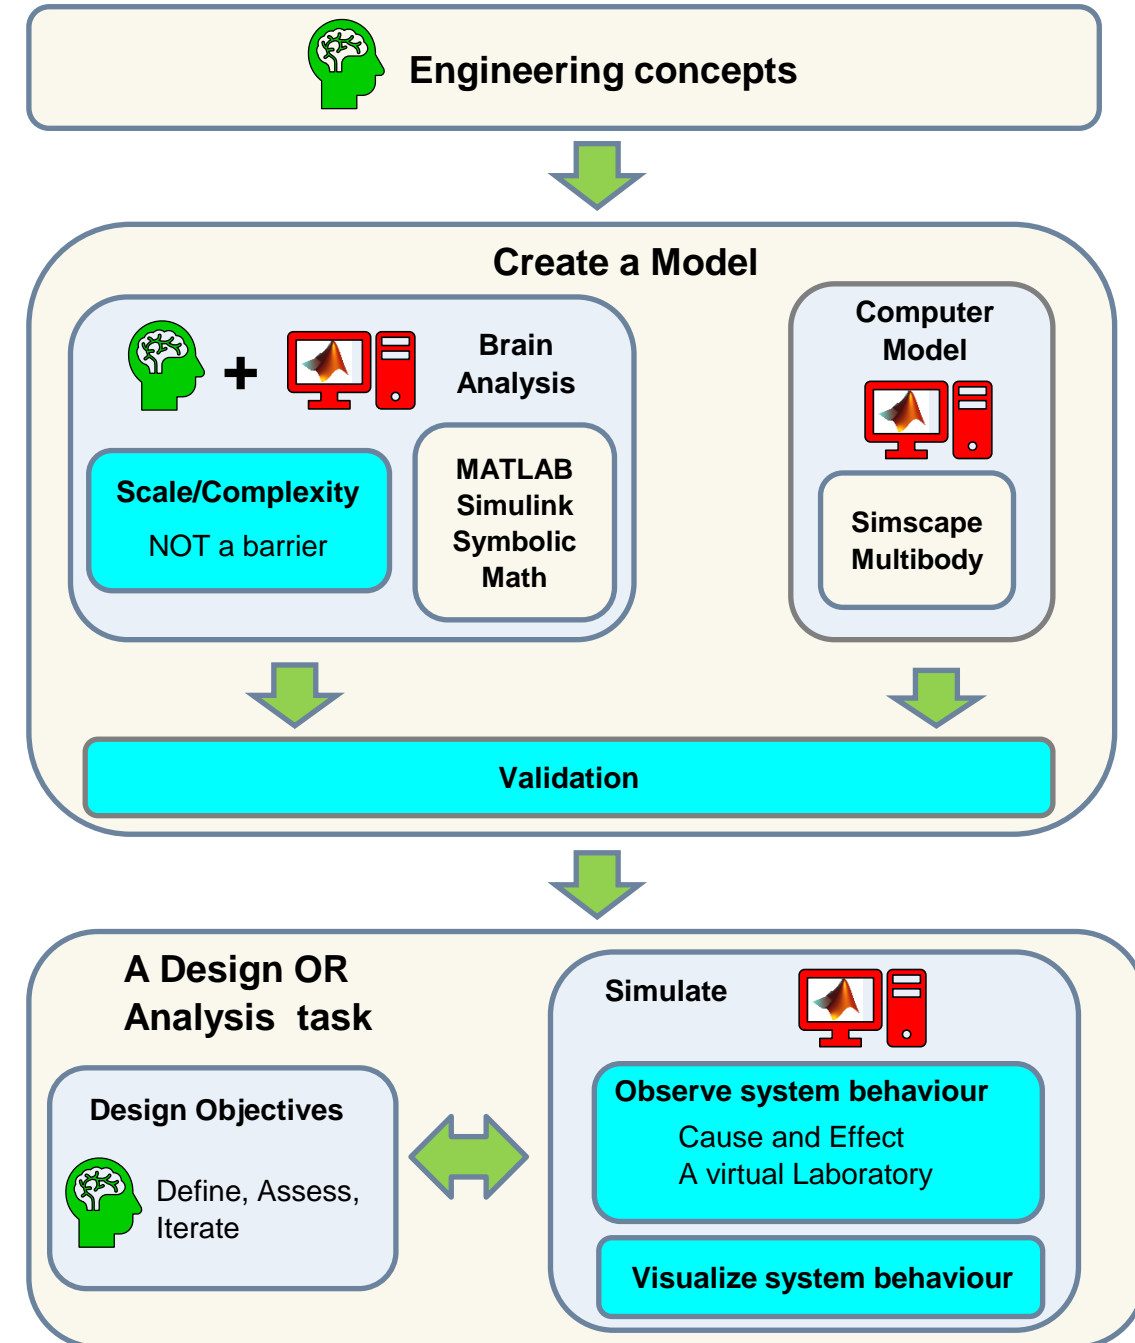 Engineering concepts
Create a Model
Brain
Analysis
Scale/Complexity
NOT a barrier
MATLAB
Simulink
Symbolic
Math
Computer
Model
Simscape
Multibody
Validation
A Design OR
Analysis task
Design Objectives
Define, Assess,
Iterate
Simulate
Observe system behaviour
Cause and Effect
A virtual Laboratory
Visualize system behaviour